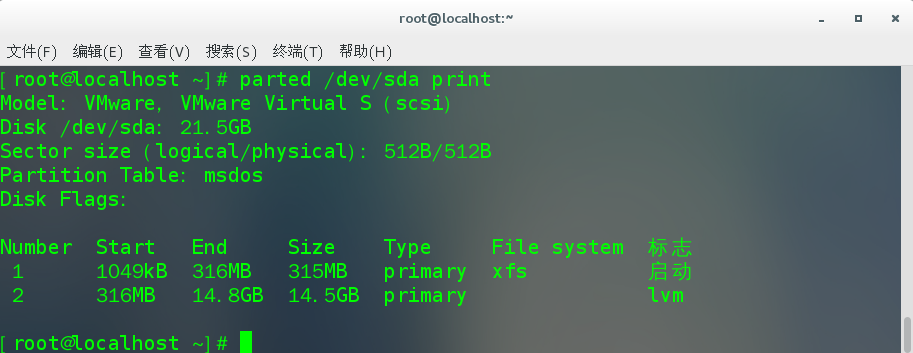 root@localhost:~
文件(F) 编辑(E) 查看(V) 搜索(S) 终端(T) 帮助(H)
[root@localhost ~]# parted /dev/sda print
Model: VMware, VMware Virtual S (scsi)
Disk /dev/sda: 21.5GB
Sector size (logical/physical): 512B/512B
Partition Table: msdos
Disk Flags:
Number  Start   End     Size    Type     File system  标志
 1      1049kB  316MB   315MB   primary  xfs          启动
 2      316MB   14.8GB  14.5GB  primary               lvm
[root@localhost ~]#